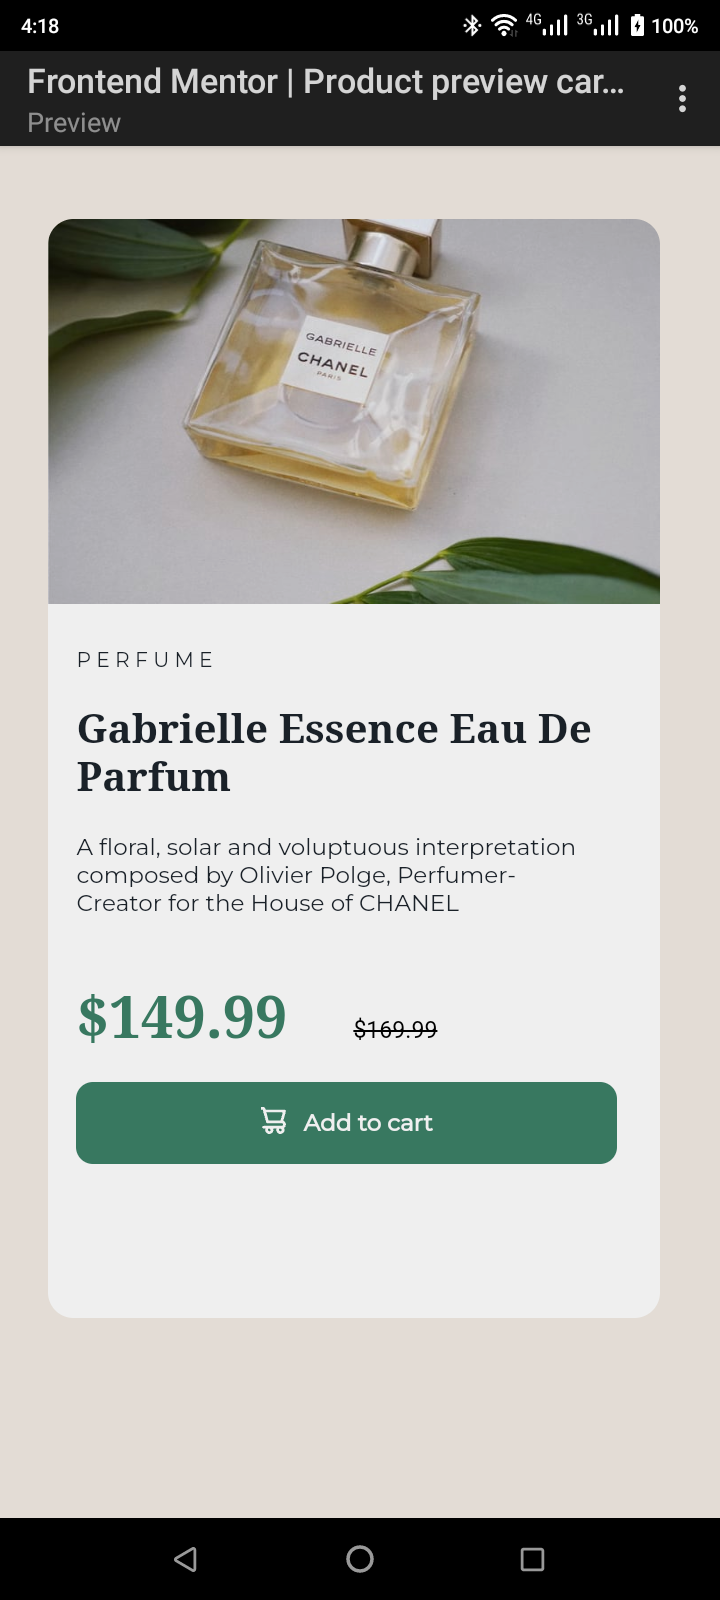 4:18 4G 3G 100%
Frontend Mentor | Product preview car...
Preview
GABRIELLE
CHANEL
PARIS
PERFUME
Gabrielle Essence Eau De
Parfum
A floral, solar and voluptuous interpretation
composed by Olivier Polge, Perfumer-
Creator for the House of CHANEL
$149.99 $169.99
Add to cart